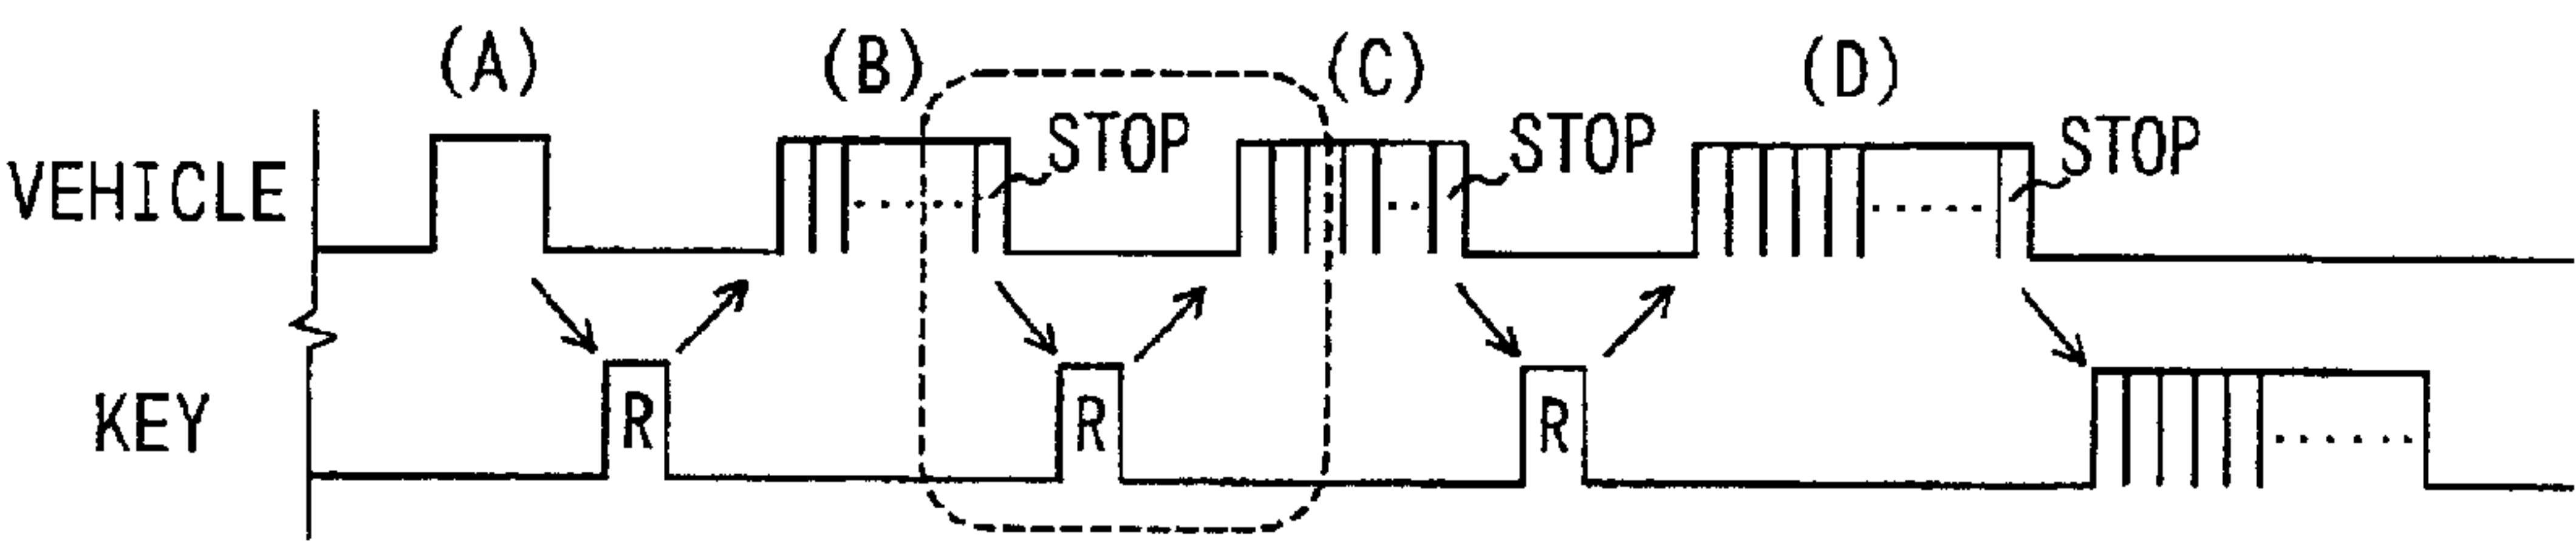 (A) (B) (C) (D)
STOP STOP STOP
VEHICLE
KEY R R R